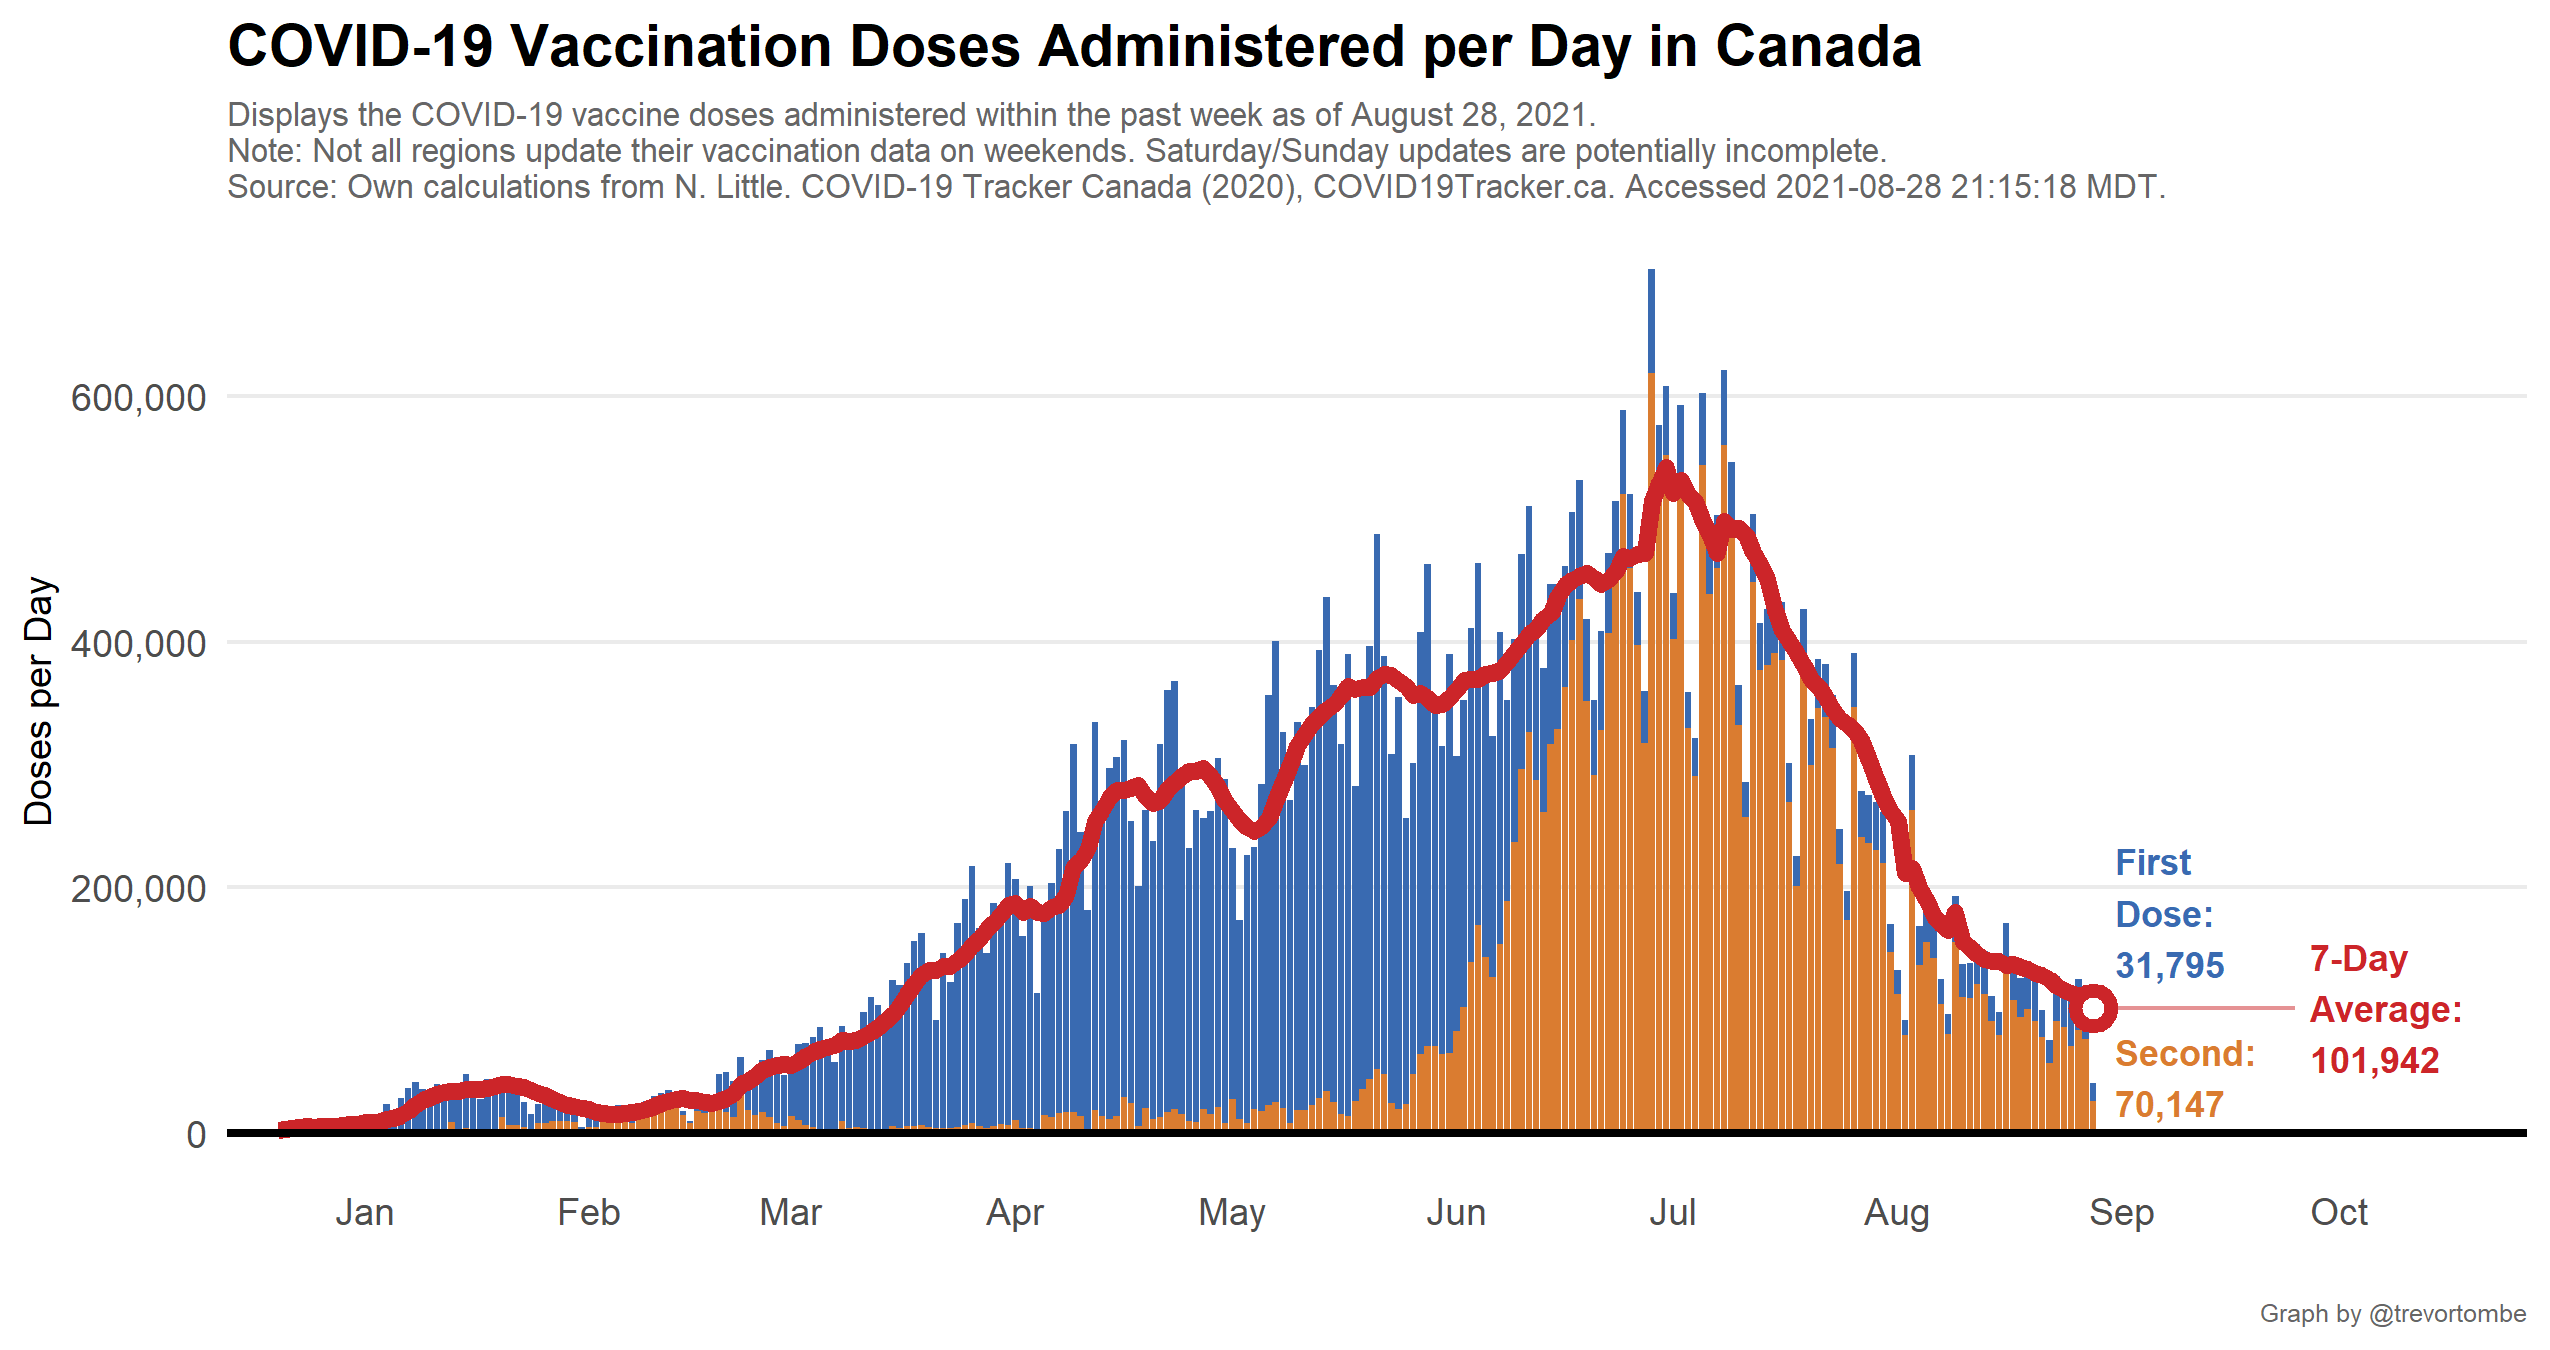 COVID-19 Vaccination Doses Administered per Day in Canada
Displays the COVID-19 vaccine doses administered within the past week as of August 28, 2021.
Note: Not all regions update their vaccination data on weekends. Saturday/Sunday updates are potentially incomplete.
Source: Own calculations from N. Little. COVID-19 Tracker Canada (2020), COVID19Tracker.ca. Accessed 2021-08-28 21:15:18 MDT.
Doses per Day
600,000
400,000
200,000
0
First
Dose:
31,795
Second:
70,147
7-Day
Average:
101,942
Jan Feb Mar Apr May Jun Jul Aug Sep Oct
Graph by @trevortombe